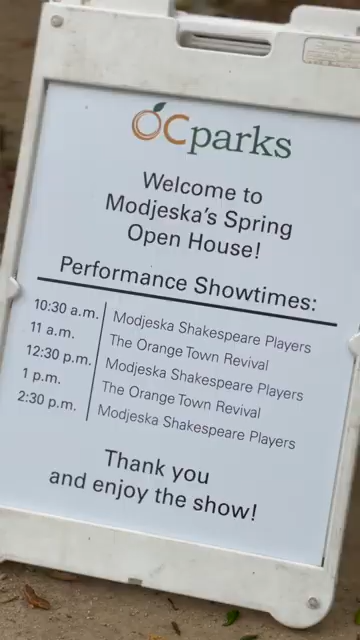 OCparks
Welcome to
Modjeska's Spring
Open House!
Performance Showtimes:
10:30 a.m. Modjeska Shakespeare Players
11 a.m. The Orange Town Revival
12:30 p.m. Modjeska Shakespeare Players
1 p.m. The Orange Town Revival
2:30 p.m. Modjeska Shakespeare Players
Thank you
and enjoy the show!